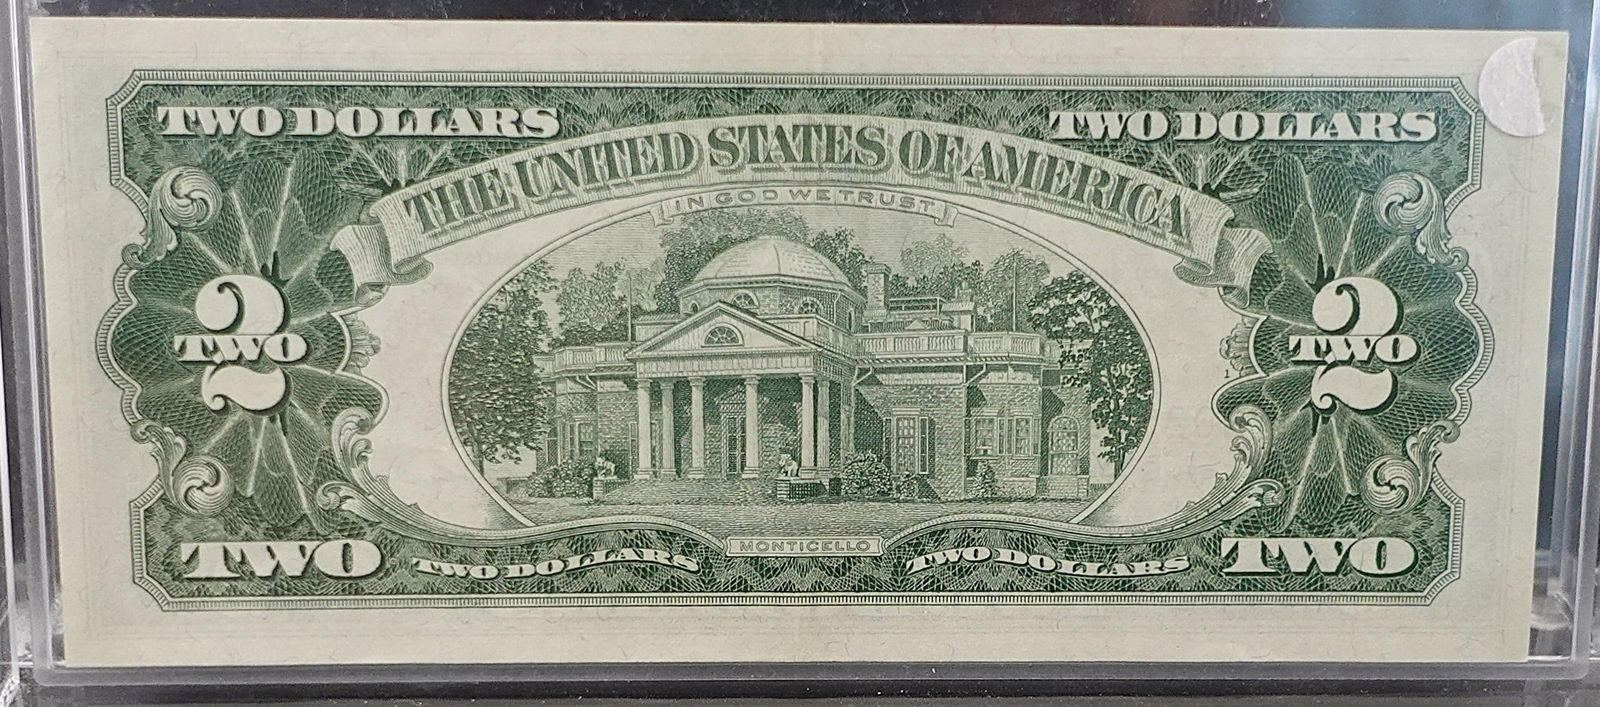 TWO DOLLARS TWO DOLLARS
THE UNITED STATES OF AMERICA
IN GOD WE TRUST
2 2
TWO TWO
1
MONTICELLO
TWO TWO DOLLARS TWO DOLLARS TWO